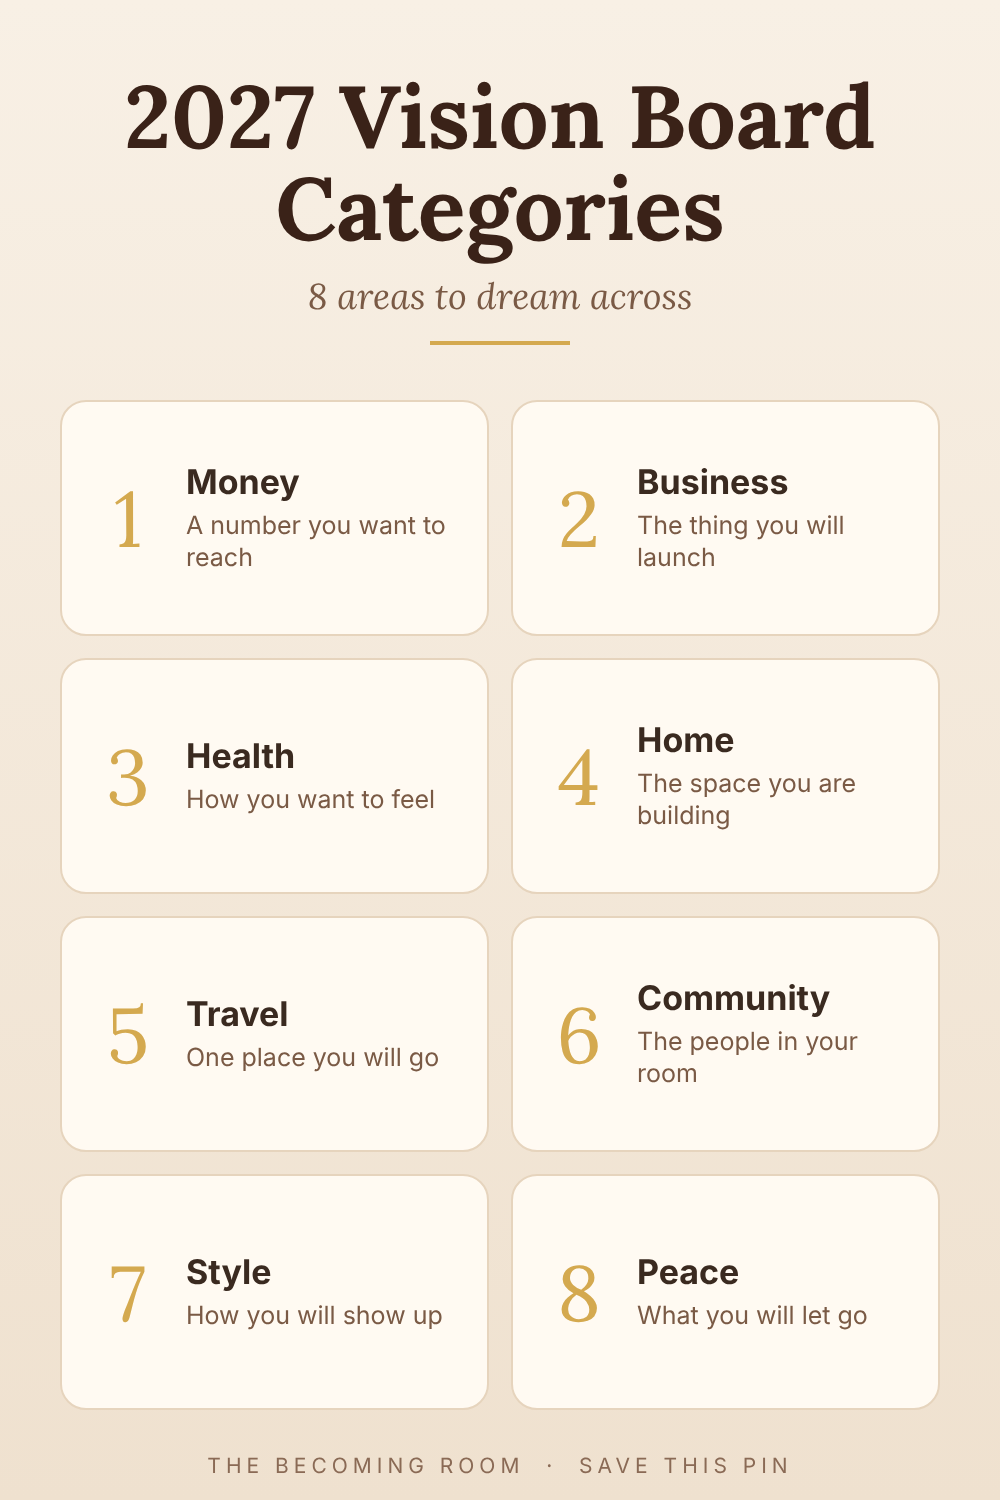 2027 Vision Board
Categories
8 areas to dream across
1
Money
A number you want to
reach
2
Business
The thing you will
launch
3
Health
How you want to feel
4
Home
The space you are
building
5
Travel
One place you will go
6
Community
The people in your
room
7
Style
How you will show up
8
Peace
What you will let go
THE BECOMING ROOM · SAVE THIS PIN